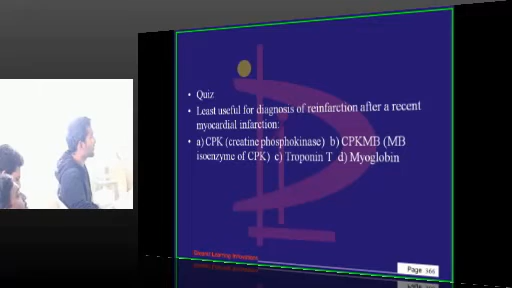 • Quiz
• Least useful for diagnosis of reinfarction after a recent
myocardial infarction:
• a) CPK (creatine phosphokinase) b) CPKMB (MB
isoenzyme of CPK) c) Troponin T d) Myoglobin
Page 366